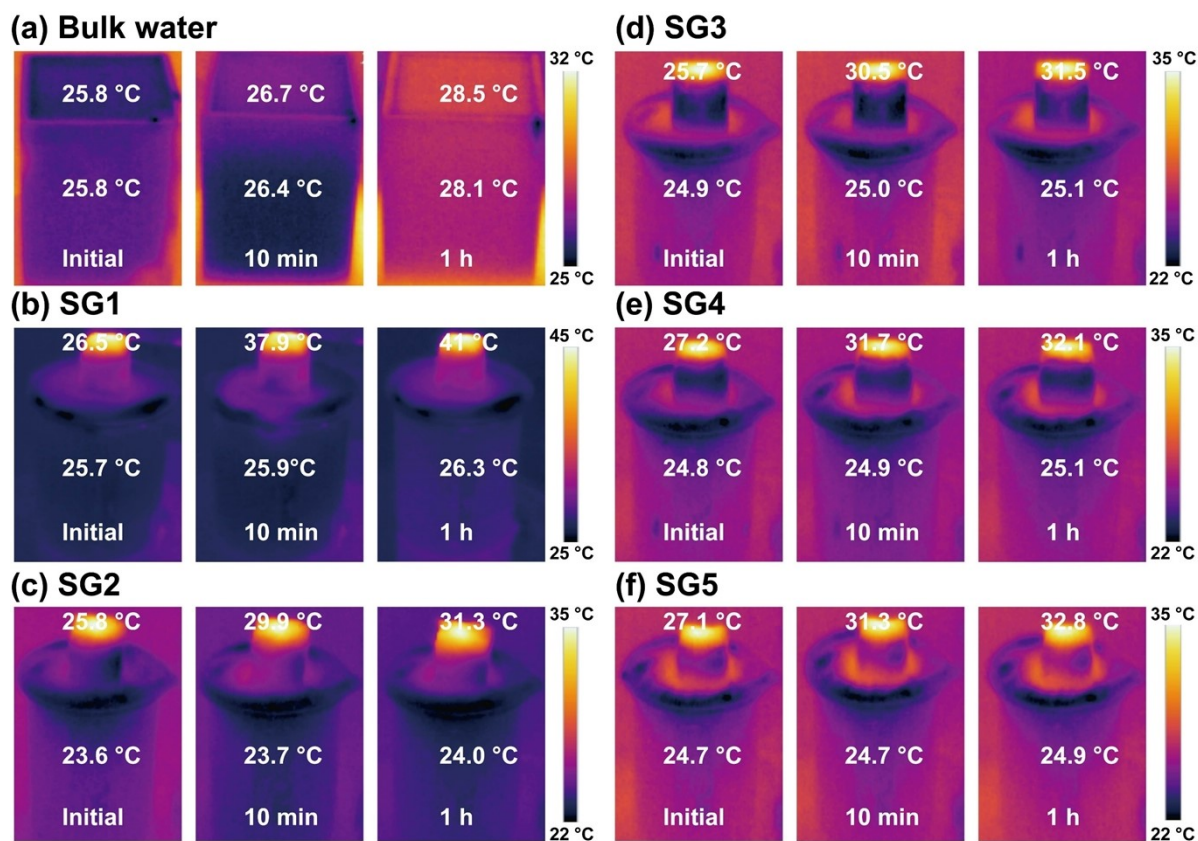 (a) Bulk water
32 °C
25.8 °C
26.7 °C
28.5 °C
25.8 °C
26.4 °C
28.1 °C
Initial
10 min
1 h
25 °C
(b) SG1
45 °C
26.5 °C
37.9 °C
41 °C
25.7 °C
25.9°C
26.3 °C
Initial
10 min
1 h
25 °C
(c) SG2
35 °C
25.8 °C
29.9 °C
31.3 °C
23.6 °C
23.7 °C
24.0 °C
Initial
10 min
1 h
22 °C
(d) SG3
35 °C
25.7 °C
30.5 °C
31.5 °C
24.9 °C
25.0 °C
25.1 °C
Initial
10 min
1 h
22 °C
(e) SG4
35 °C
27.2 °C
31.7 °C
32.1 °C
24.8 °C
24.9 °C
25.1 °C
Initial
10 min
1 h
22 °C
(f) SG5
35 °C
27.1 °C
31.3 °C
32.8 °C
24.7 °C
24.7 °C
24.9 °C
Initial
10 min
1 h
22 °C